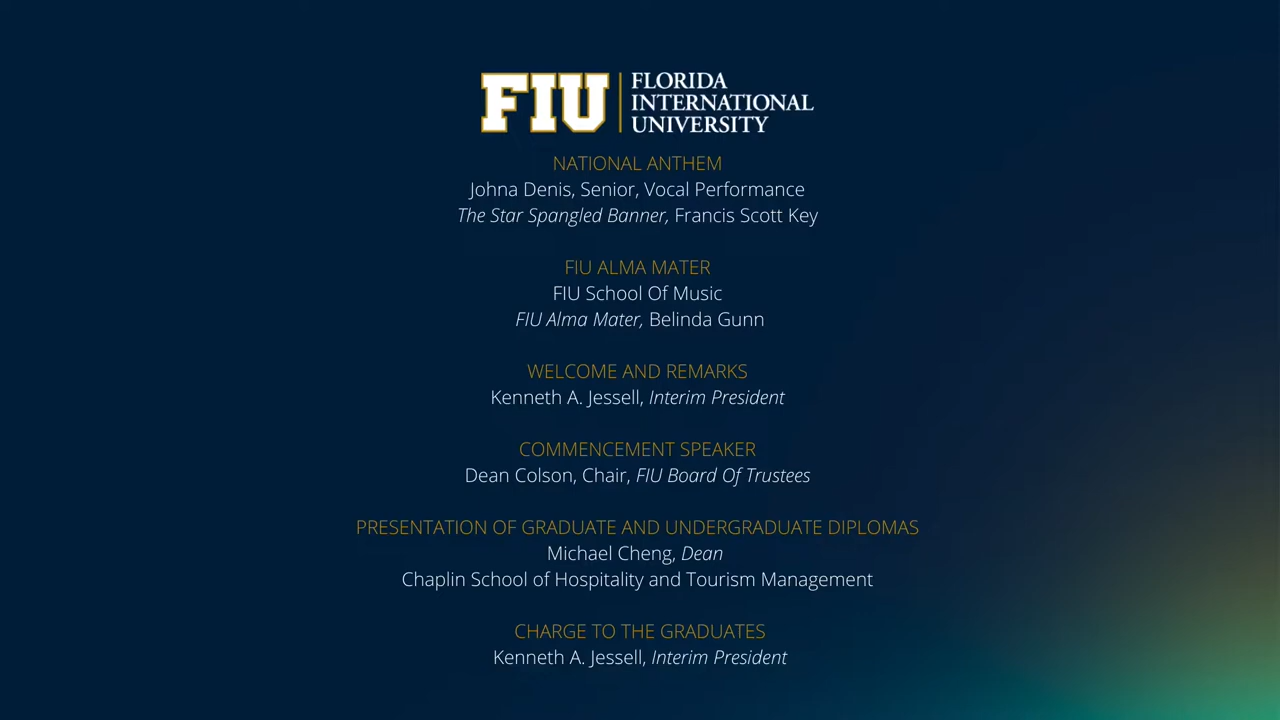 FIU
FLORIDA
INTERNATIONAL
UNIVERSITY
NATIONAL ANTHEM
Johna Denis, Senior, Vocal Performance
The Star Spangled Banner, Francis Scott Key
FIU ALMA MATER
FIU School Of Music
FIU Alma Mater, Belinda Gunn
WELCOME AND REMARKS
Kenneth A. Jessell, Interim President
COMMENCEMENT SPEAKER
Dean Colson, Chair, FIU Board Of Trustees
PRESENTATION OF GRADUATE AND UNDERGRADUATE DIPLOMAS
Michael Cheng, Dean
Chaplin School of Hospitality and Tourism Management
CHARGE TO THE GRADUATES
Kenneth A. Jessell, Interim President